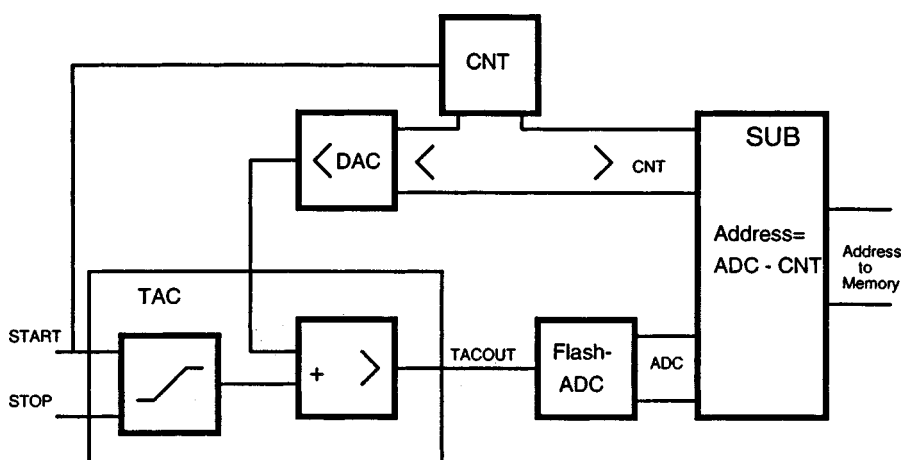 CNT
DAC
CNT
SUB
Address=
ADC - CNT
Address
to
Memory
TAC
START
STOP
+
TACOUT
Flash-
ADC
ADC